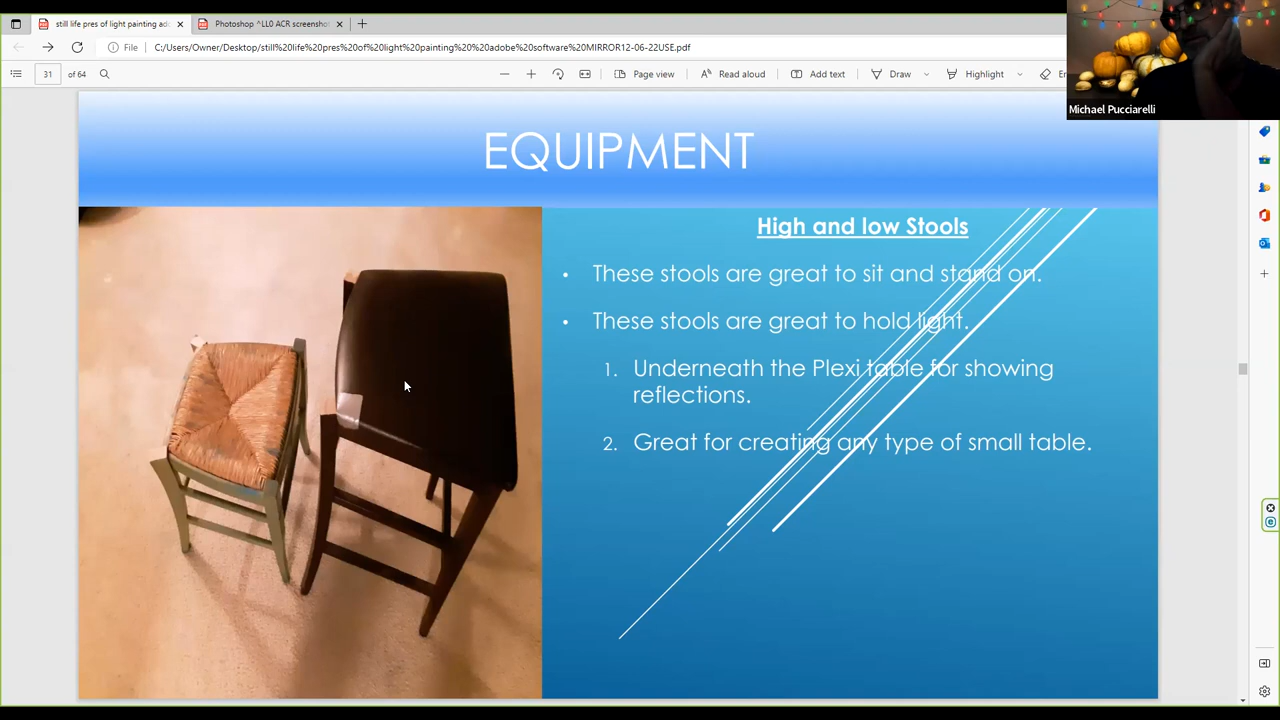 still life pres of light painting ado
Photoshop ^LL0 ACR screenshot
File
C:/Users/Owner/Desktop/still%20life%20pres%20of%20light%20painting%20%20adobe%20software%20MIRROR12-06-22USE.pdf
31 of 64
Page view
Read aloud
Add text
Draw
Highlight
Er
Michael Pucciarelli
EQUIPMENT
High and low Stools
• These stools are great to sit and stand on.
• These stools are great to hold light.
1. Underneath the Plexi table for showing
reflections.
2. Great for creating any type of small table.